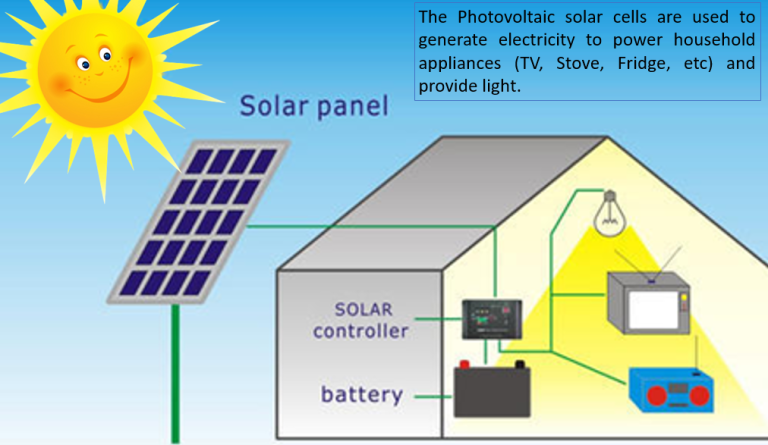 The Photovoltaic solar cells are used to
generate electricity to power household
appliances (TV, Stove, Fridge, etc) and
provide light.
Solar panel
SOLAR
controller
battery